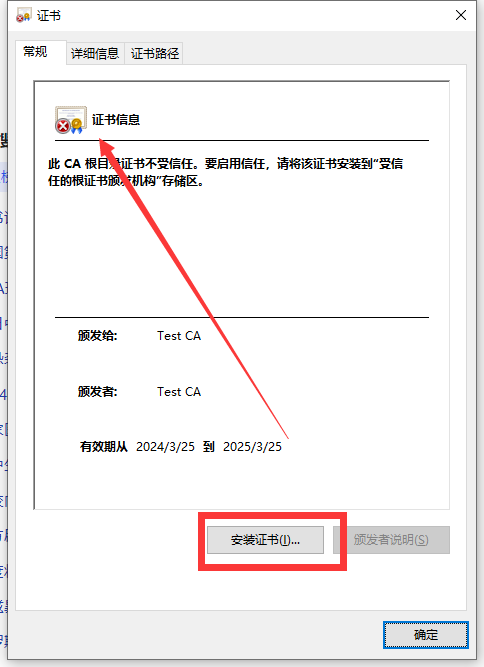 证书
常规 详细信息 证书路径
证书信息
此 CA 根目录证书不受信任。要启用信任，请将该证书安装到"受信
任的根证书颁发机构"存储区。
颁发给: Test CA
颁发者: Test CA
有效期从 2024/3/25 到 2025/3/25
安装证书(I)... 颁发者说明(S)
确定